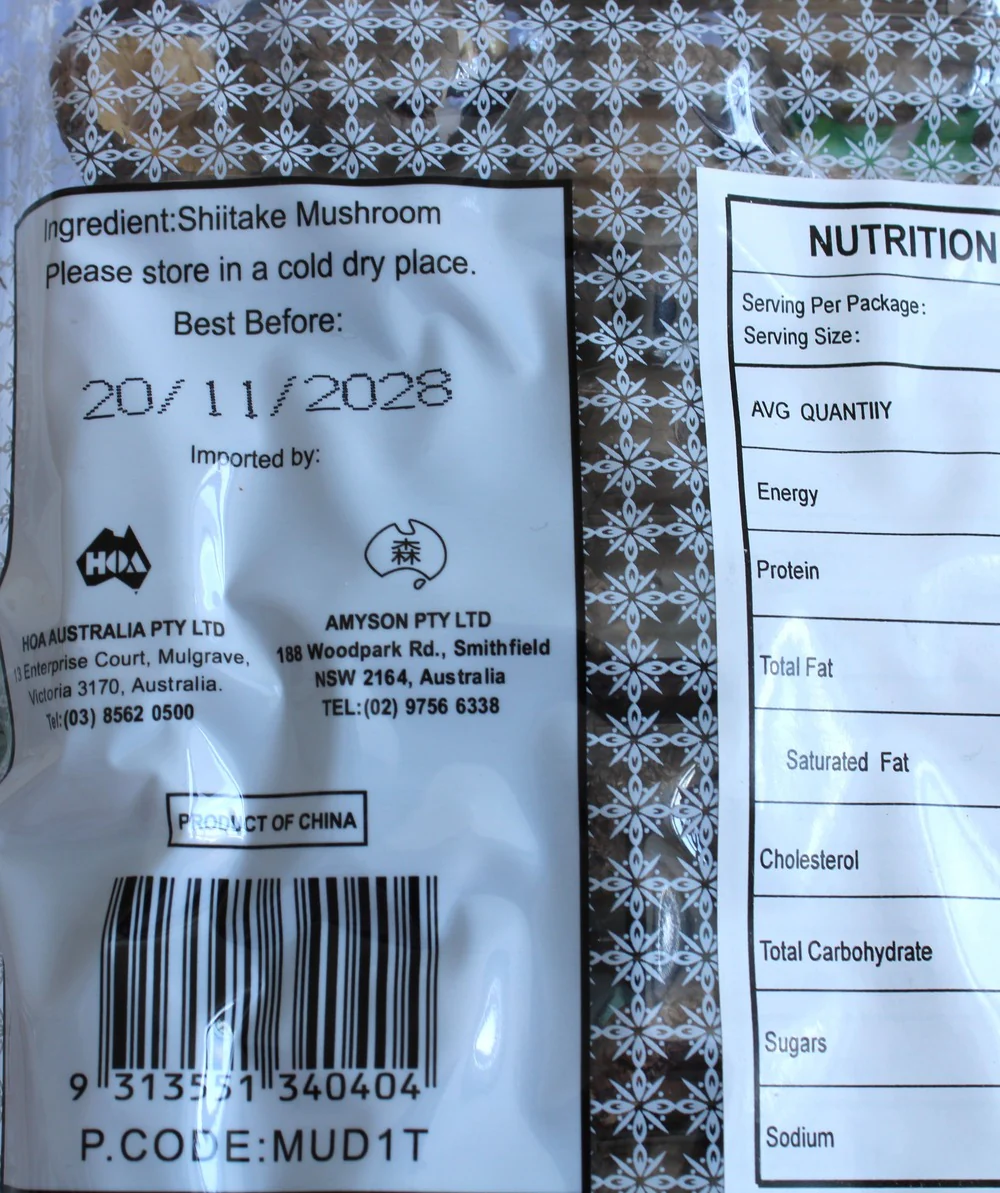 Ingredient:Shiitake Mushroom
Please store in a cold dry place.
Best Before:
20/11/2028
Imported by:
HOA
HOA AUSTRALIA PTY LTD
13 Enterprise Court, Mulgrave,
Victoria 3170, Australia.
Tel:(03) 8562 0500
森
AMYSON PTY LTD
188 Woodpark Rd., Smithfield
NSW 2164, Australia
TEL:(02) 9756 6338
PRODUCT OF CHINA
9 313551 340404
P.CODE:MUD1T
NUTRITION
Serving Per Package:
Serving Size:
AVG QUANTIIY
Energy
Protein
Total Fat
Saturated Fat
Cholesterol
Total Carbohydrate
Sugars
Sodium